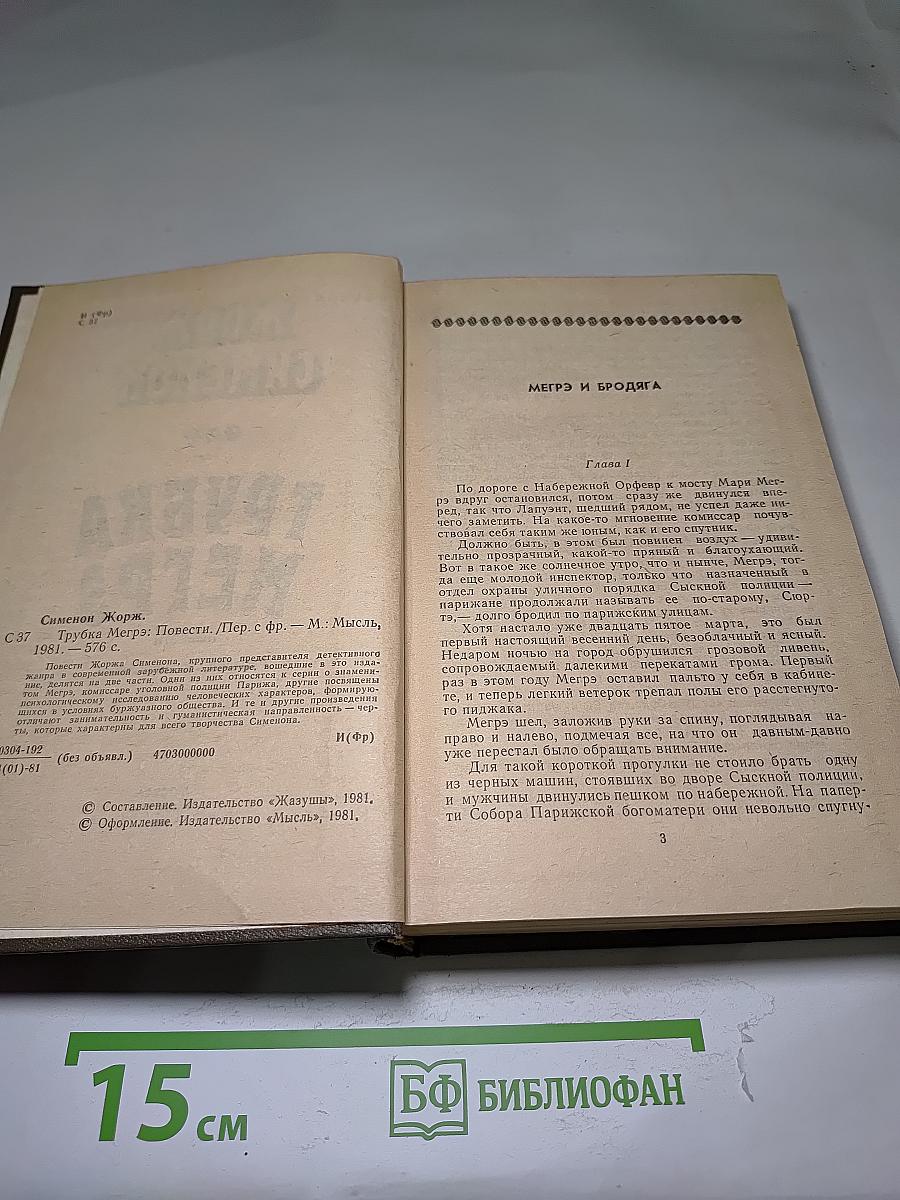 И (Фр)
С 37
Сименон Жорж.
С 37 Трубка Мегрэ: Повести. /Пер. с фр. — М.: Мысль,
1981. — 576 с.
Повести Жоржа Сименона, крупного представителя детективного
жанра в современной зарубежной литературе, вошедшие в это изда-
ние, делятся на две части. Одни из них относятся к серии о знамени-
том Мегрэ, комиссаре уголовной полиции Парижа, другие посвящены
психологическому исследованию человеческих характеров, формирую-
щихся в условиях буржуазного общества. И те и другие произведения
отличают занимательность и гуманистическая направленность — чер-
ты, которые характерны для всего творчества Сименона.
0304-192
(01)-81
(без объявл.) 4703000000
И(Фр)
© Составление. Издательство «Жазушы», 1981.
© Оформление. Издательство «Мысль», 1981.
МЕГРЭ И БРОДЯГА
Глава I
По дороге с Набережной Орфевр к мосту Мари Мег-
рэ вдруг остановился, потом сразу же двинулся впе-
ред, так что Лапуэнт, шедший рядом, не успел даже ни-
чего заметить. На какое-то мгновение комиссар почув-
ствовал себя таким же юным, как и его спутник.
Должно быть, в этом был повинен воздух — удиви-
тельно прозрачный, какой-то пряный и благоухающий.
Вот в такое же солнечное утро, что и нынче, Мегрэ, тог-
да еще молодой инспектор, только что назначенный в
отдел охраны уличного порядка Сыскной полиции —
парижане продолжали называть ее по-старому, Сюр-
тэ,— долго бродил по парижским улицам.
Хотя настало уже двадцать пятое марта, это был
первый настоящий весенний день, безоблачный и ясный.
Недаром ночью на город обрушился грозовой ливень,
сопровождаемый далекими перекатами грома. Первый
раз в этом году Мегрэ оставил пальто у себя в кабине-
те, и теперь легкий ветерок трепал полы его расстегнуто-
го пиджака.
Мегрэ шел, заложив руки за спину, поглядывая на-
право и налево, подмечая все, на что он давным-давно
уже перестал было обращать внимание.
Для такой короткой прогулки не стоило брать одну
из черных машин, стоявших во дворе Сыскной полиции,
и мужчины двинулись пешком по набережной. На папер-
ти Собора Парижской богоматери они невольно спугну-
3
15 см
БФ БИБЛИОФАН